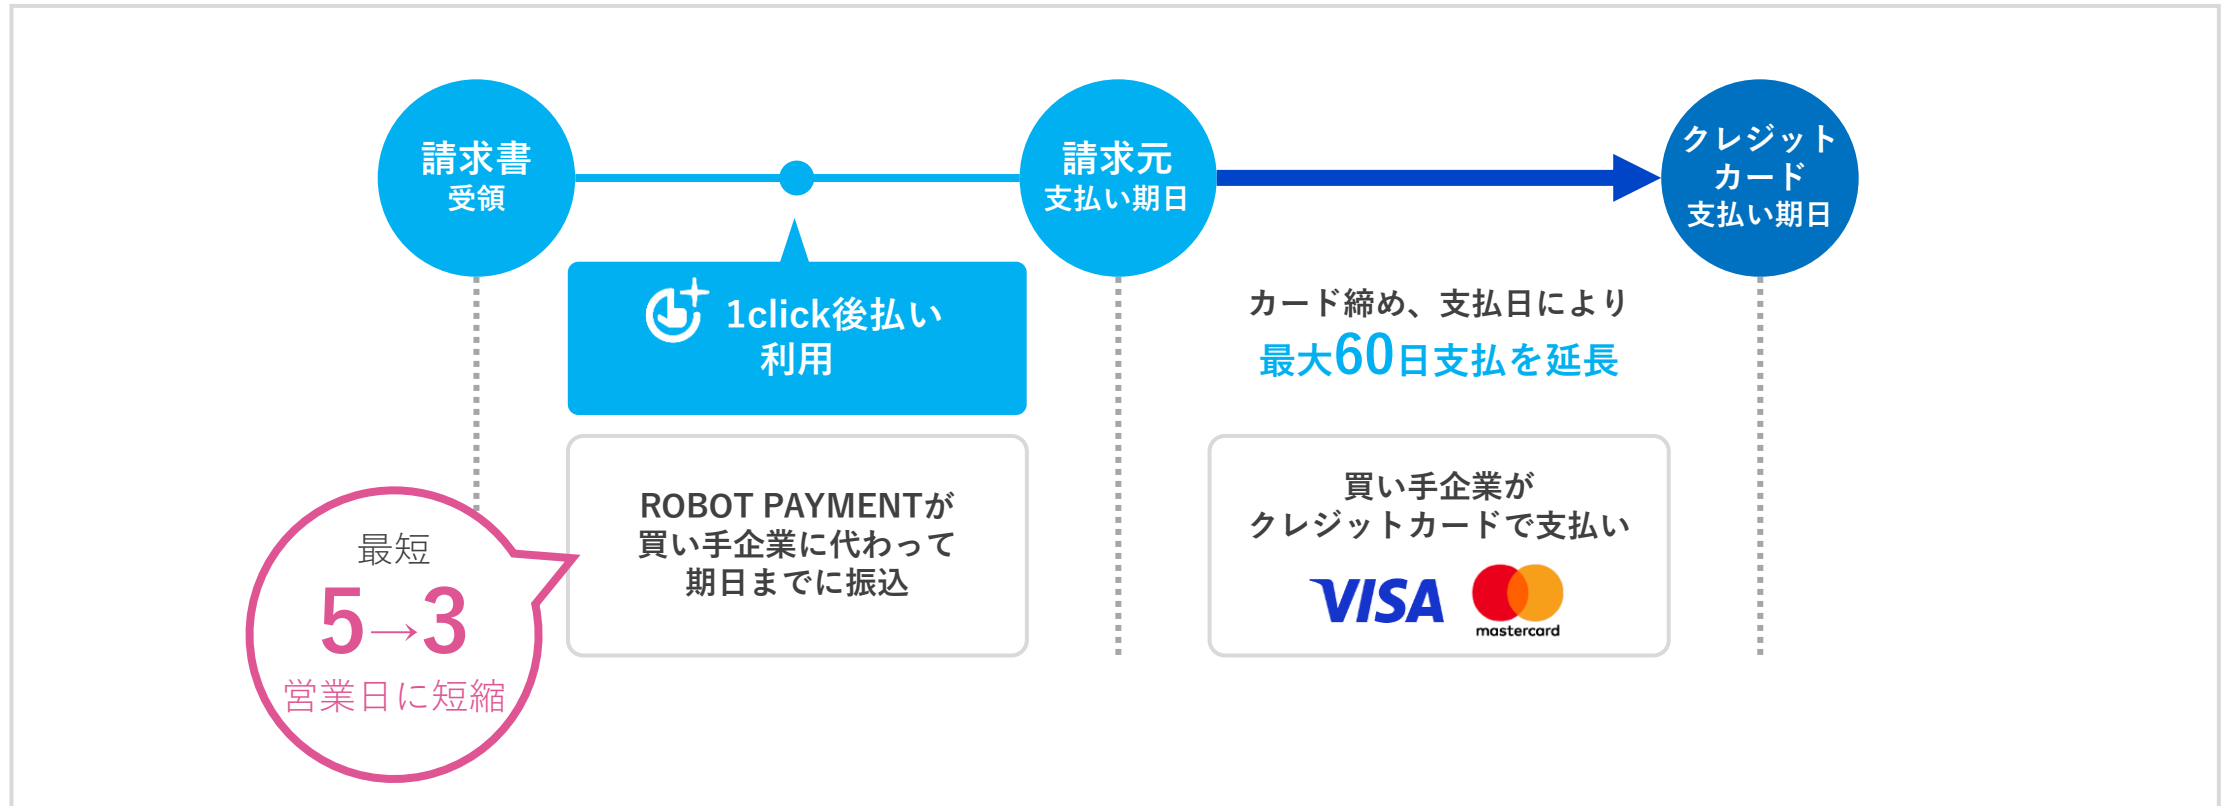 請求書
受領
請求元
支払い期日
クレジット
カード
支払い期日
1click後払い
利用
カード締め、支払日により
最大60日支払を延長
ROBOT PAYMENTが
買い手企業に代わって
期日までに振込
買い手企業が
クレジットカードで支払い
VISA
mastercard
最短
5→3
営業日に短縮